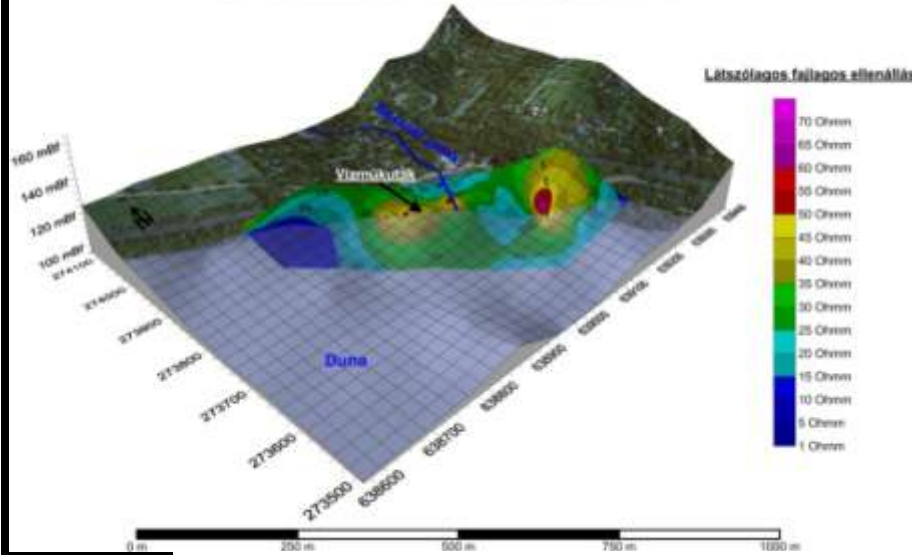 Látszólagos fajlagos ellenállás
70 Ohmm
65 Ohmm
60 Ohmm
55 Ohmm
50 Ohmm
45 Ohmm
40 Ohmm
35 Ohmm
30 Ohmm
25 Ohmm
20 Ohmm
15 Ohmm
10 Ohmm
5 Ohmm
1 Ohmm
160 mBf
140 mBf
120 mBf
100 mBf
Vízműkutak
Duna
274100
274000
273900
273800
273700
273600
273500
638600
638700
638800
638900
639000
639100
639200
0 m
250 m
500 m
750 m
1000 m